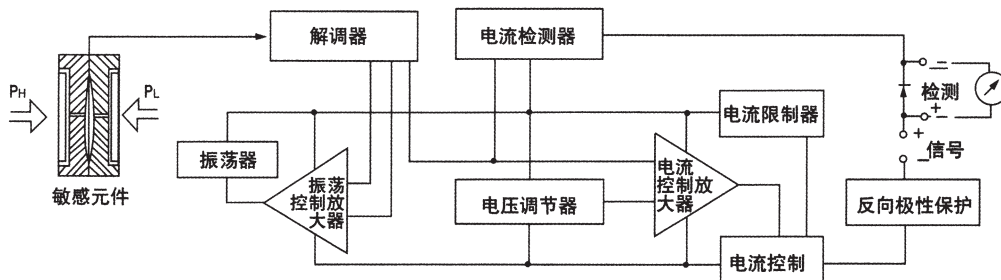 解调器
电流检测器
PH
PL
敏感元件
振荡器
振荡
控制放
大器
电压调节器
电流
控制放
大器
电流限制器
电流控制
检测
+
+
信号
反向极性保护